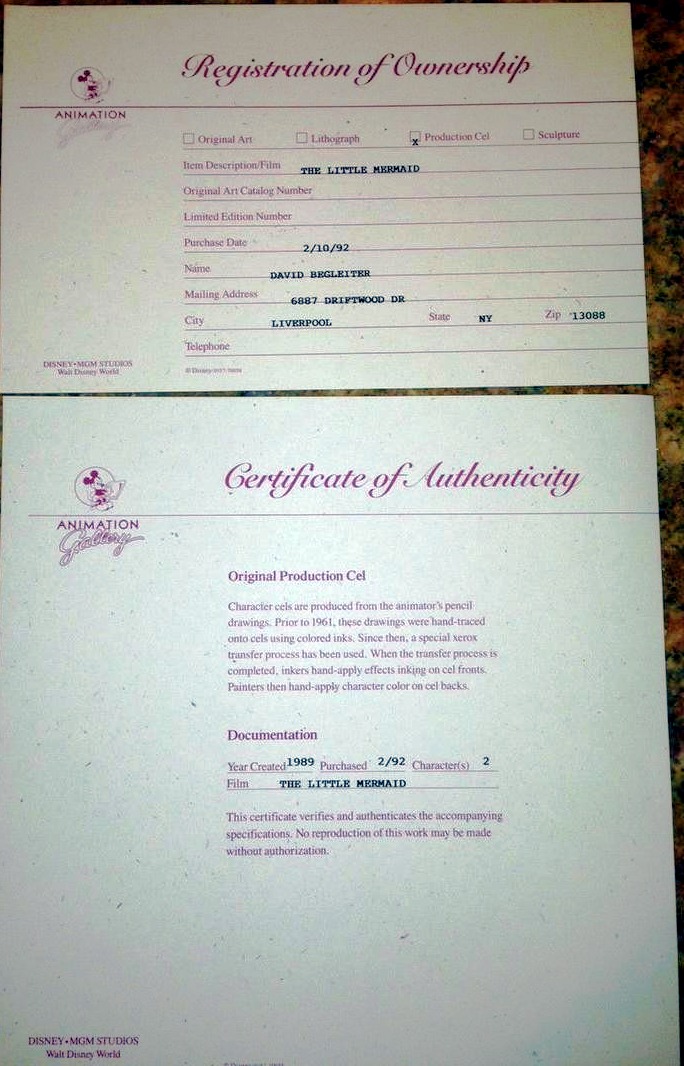 Registration of Ownership
ANIMATION
Gallery
Original Art Lithograph x Production Cel Sculpture
Item Description/Film THE LITTLE MERMAID
Original Art Catalog Number
Limited Edition Number
Purchase Date 2/10/92
Name DAVID BEGLEITER
Mailing Address 6887 DRIFTWOOD DR
City LIVERPOOL State NY Zip 13088
Telephone
DISNEY•MGM STUDIOS
Walt Disney World
© Disney
Certificate of Authenticity
ANIMATION
Gallery
Original Production Cel
Character cels are produced from the animator's pencil
drawings. Prior to 1961, these drawings were hand-traced
onto cels using colored inks. Since then, a special xerox
transfer process has been used. When the transfer process is
completed, inkers hand-apply effects inking on cel fronts.
Painters then hand-apply character color on cel backs.
Documentation
Year Created 1989 Purchased 2/92 Character(s) 2
Film THE LITTLE MERMAID
This certificate verifies and authenticates the accompanying
specifications. No reproduction of this work may be made
without authorization.
DISNEY•MGM STUDIOS
Walt Disney World